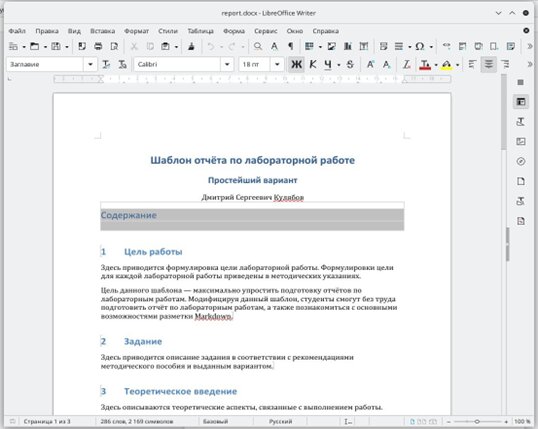 report.docx - LibreOffice Writer
Файл Правка Вид Вставка Формат Стили Таблица Форма Сервис Окно Справка
Заглавие Calibri 18 пт Ж К Ч S
Шаблон отчёта по лабораторной работе
Простейший вариант
Дмитрий Сергеевич Кулябов
Содержание
1 Цель работы
Здесь приводится формулировка цели лабораторной работы. Формулировки цели
для каждой лабораторной работы приведены в методических указаниях.
Цель данного шаблона — максимально упростить подготовку отчётов по
лабораторным работам. Модифицируя данный шаблон, студенты смогут без труда
подготовить отчёт по лабораторным работам, а также познакомиться с основными
возможностями разметки Markdown.
2 Задание
Здесь приводится описание задания в соответствии с рекомендациями
методического пособия и выданным вариантом.
3 Теоретическое введение
Здесь описываются теоретические аспекты, связанные с выполнением работы.
Страница 1 из 3 286 слов, 2 169 символов Базовый Русский 100 %